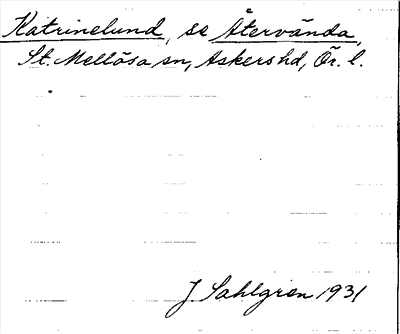 Katrinelund, se Återvända,
St. Mellösa sn, Askers hd, Ör. l.
J. Sahlgren 1931